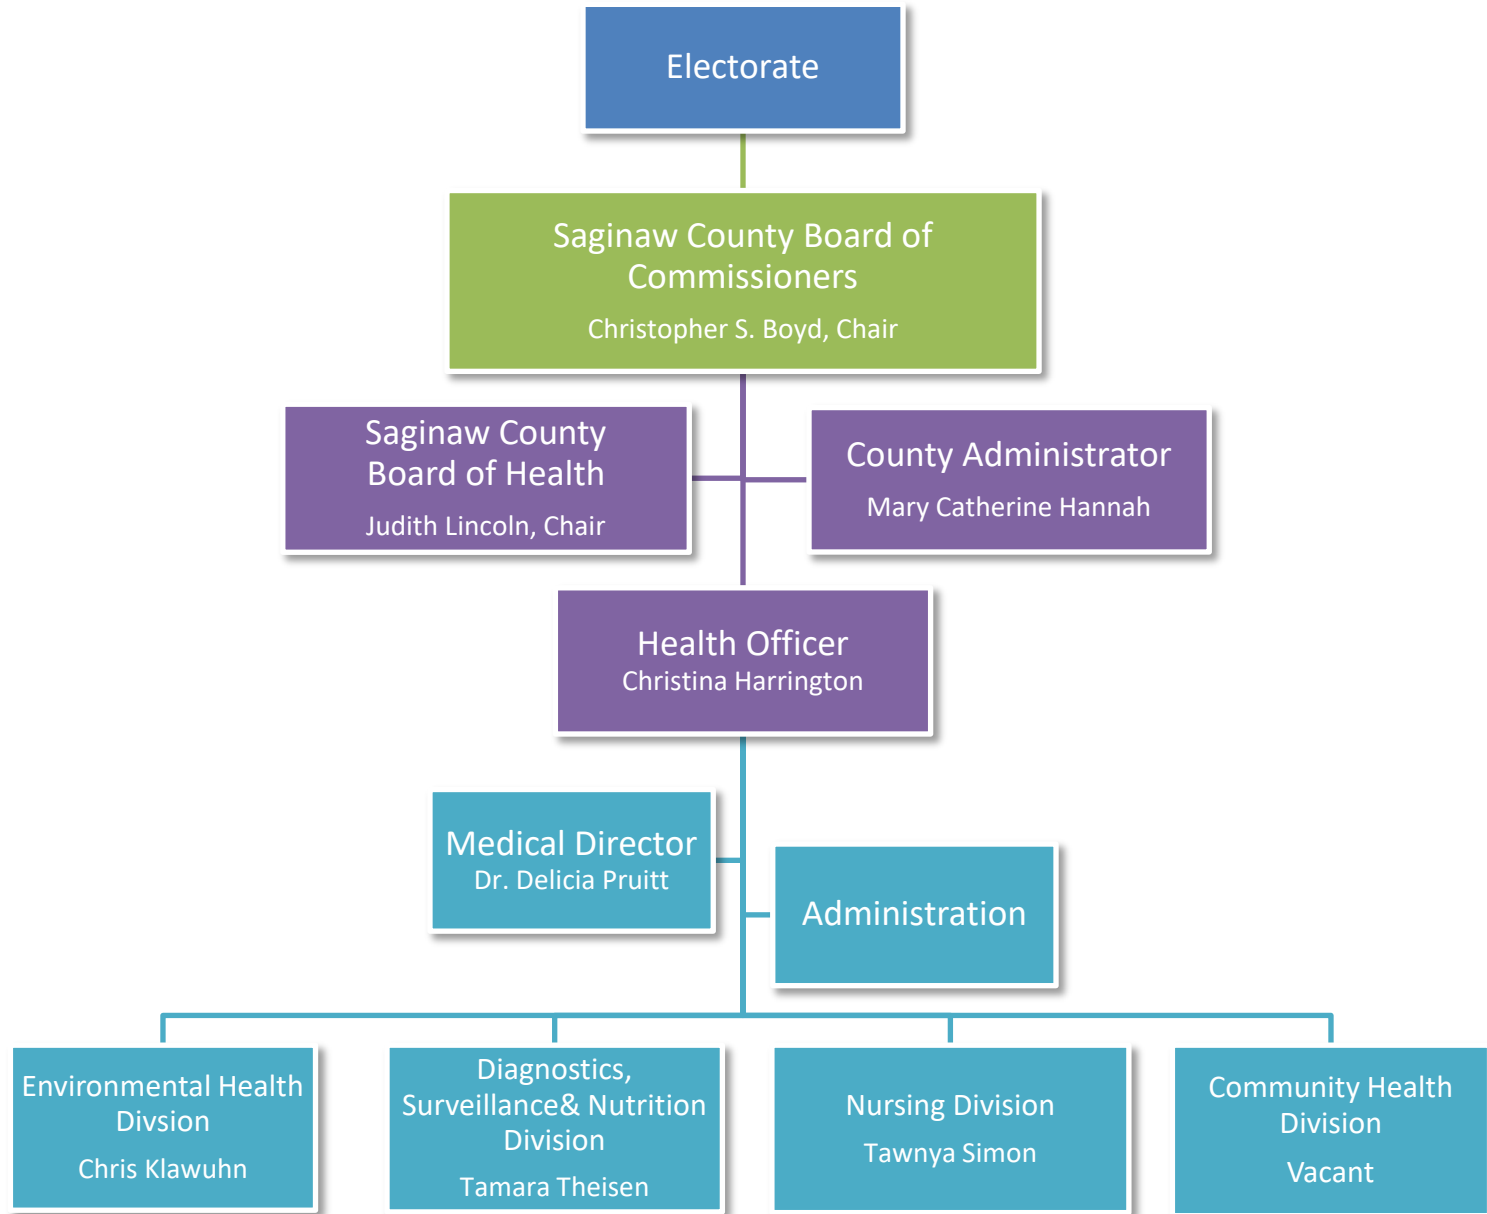 Electorate
Saginaw County Board of
Commissioners
Christopher S. Boyd, Chair
Saginaw County
Board of Health
Judith Lincoln, Chair
County Administrator
Mary Catherine Hannah
Health Officer
Christina Harrington
Medical Director
Dr. Delicia Pruitt
Administration
Environmental Health
Divsion
Chris Klawuhn
Diagnostics,
Surveillance& Nutrition
Division
Tamara Theisen
Nursing Division
Tawnya Simon
Community Health
Division
Vacant